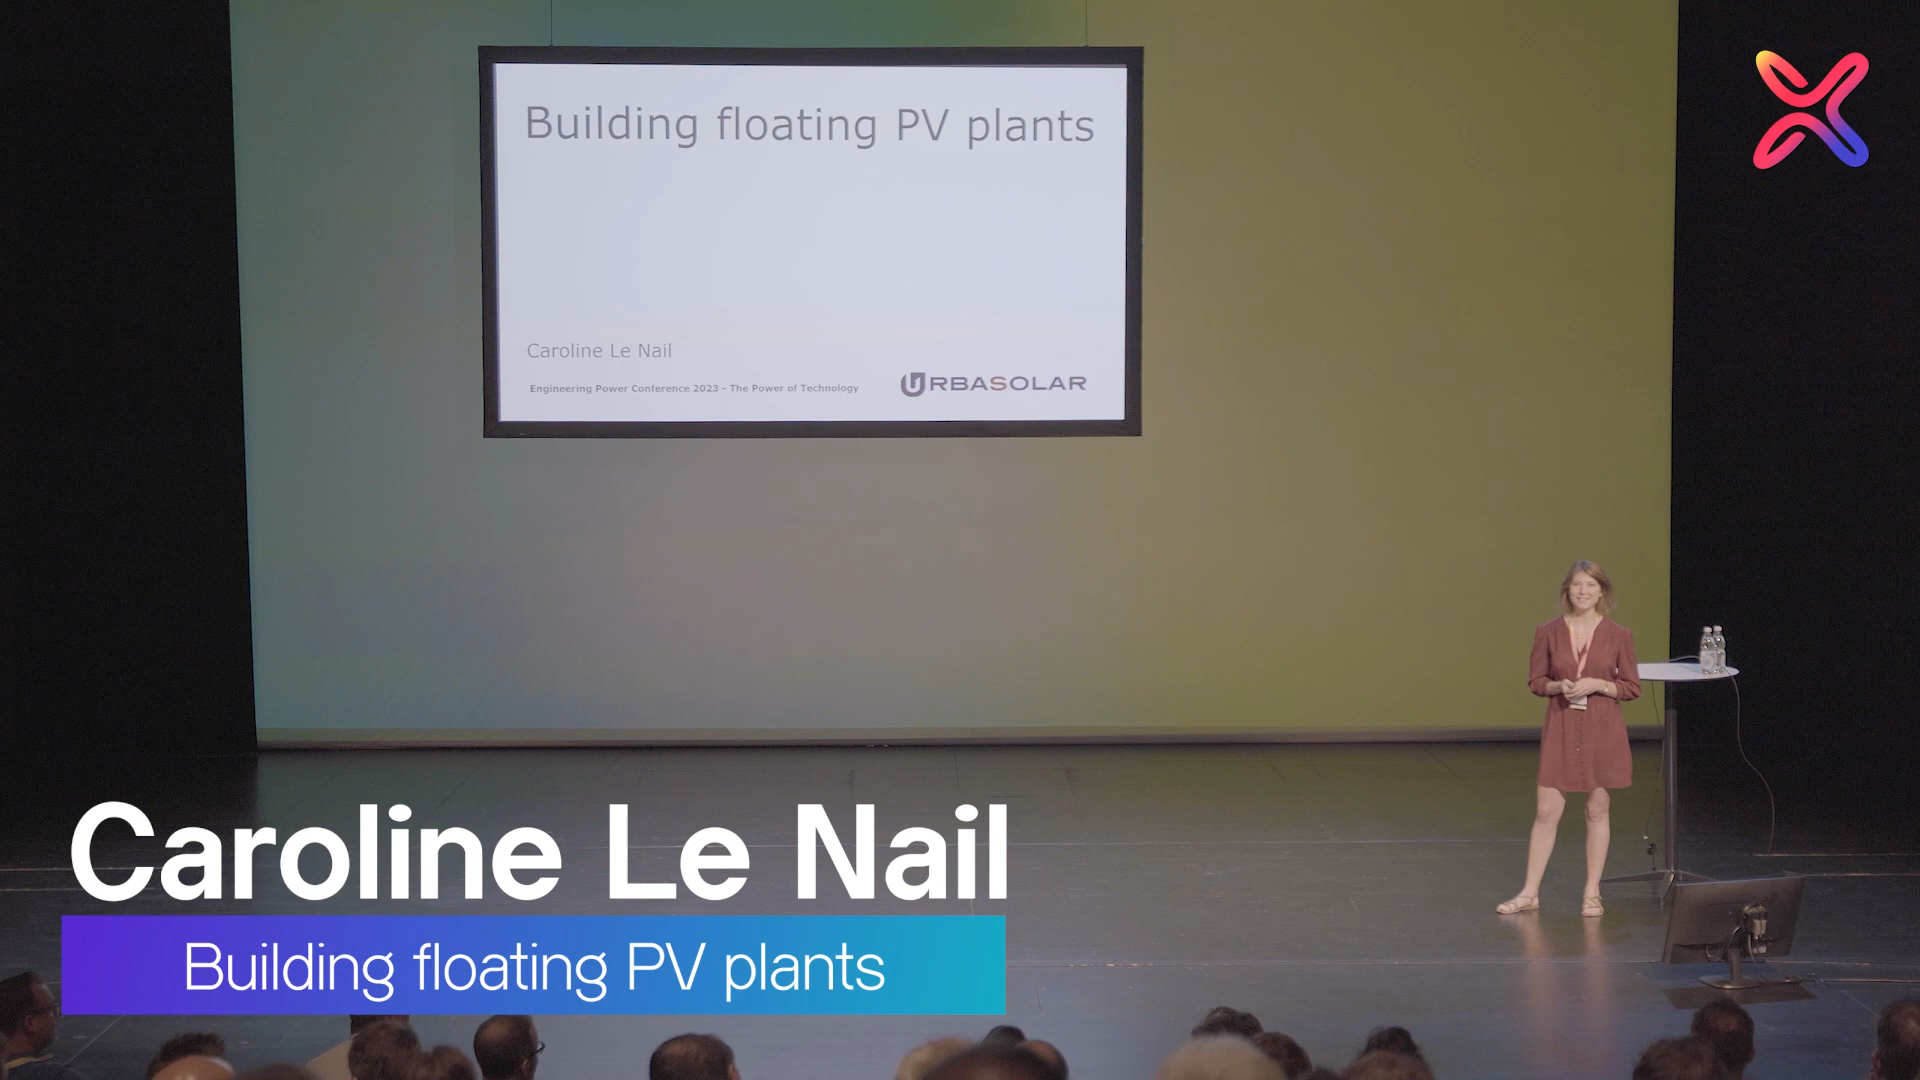 Building floating PV plants
Caroline Le Nail
Engineering Power Conference 2023 - The Power of Technology
URBASOLAR
Caroline Le Nail
Building floating PV plants